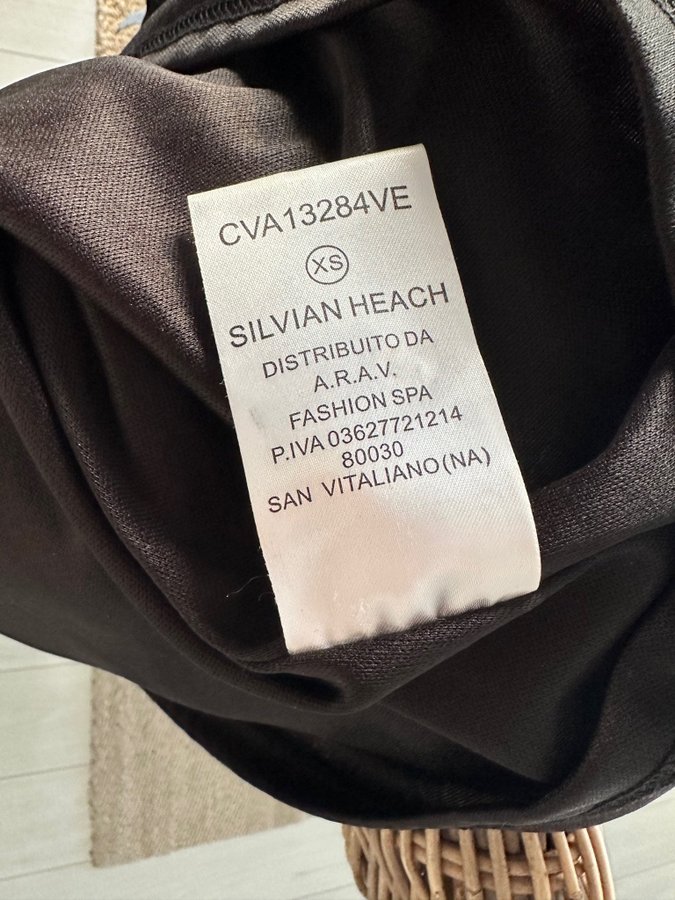 CVA13284VE
XS
SILVIAN HEACH
DISTRIBUITO DA
A.R.A.V.
FASHION SPA
P.IVA 03627721214
80030
SAN VITALIANO (NA)